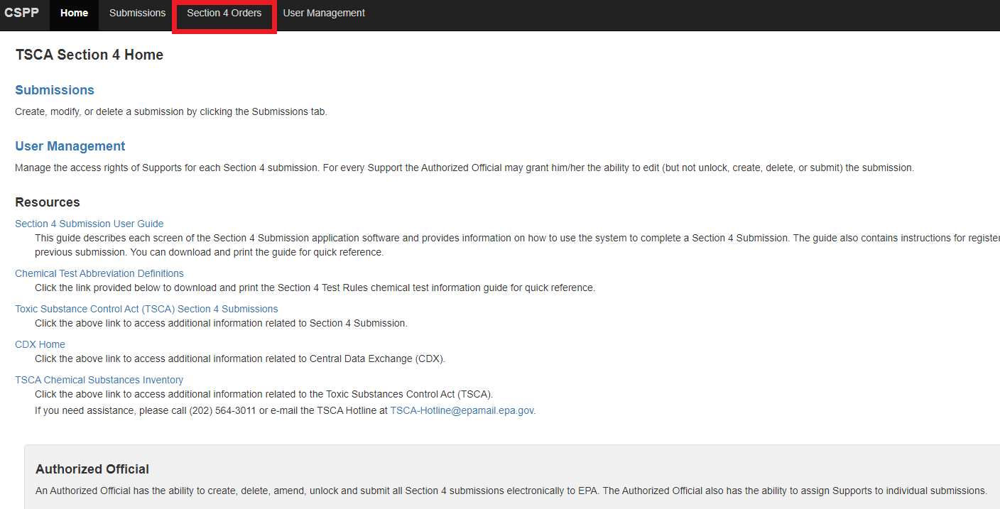 CSPP Home Submissions Section 4 Orders User Management
TSCA Section 4 Home
Submissions
Create, modify, or delete a submission by clicking the Submissions tab.
User Management
Manage the access rights of Supports for each Section 4 submission. For every Support the Authorized Official may grant him/her the ability to edit (but not unlock, create, delete, or submit) the submission.
Resources
Section 4 Submission User Guide
This guide describes each screen of the Section 4 Submission application software and provides information on how to use the system to complete a Section 4 Submission. The guide also contains instructions for register
previous submission. You can download and print the guide for quick reference.
Chemical Test Abbreviation Definitions
Click the link provided below to download and print the Section 4 Test Rules chemical test information guide for quick reference.
Toxic Substance Control Act (TSCA) Section 4 Submissions
Click the above link to access additional information related to Section 4 Submission.
CDX Home
Click the above link to access additional information related to Central Data Exchange (CDX).
TSCA Chemical Substances Inventory
Click the above link to access additional information related to the Toxic Substances Control Act (TSCA).
If you need assistance, please call (202) 564-3011 or e-mail the TSCA Hotline at TSCA-Hotline@epamail.epa.gov.
Authorized Official
An Authorized Official has the ability to create, delete, amend, unlock and submit all Section 4 submissions electronically to EPA. The Authorized Official also has the ability to assign Supports to individual submissions.